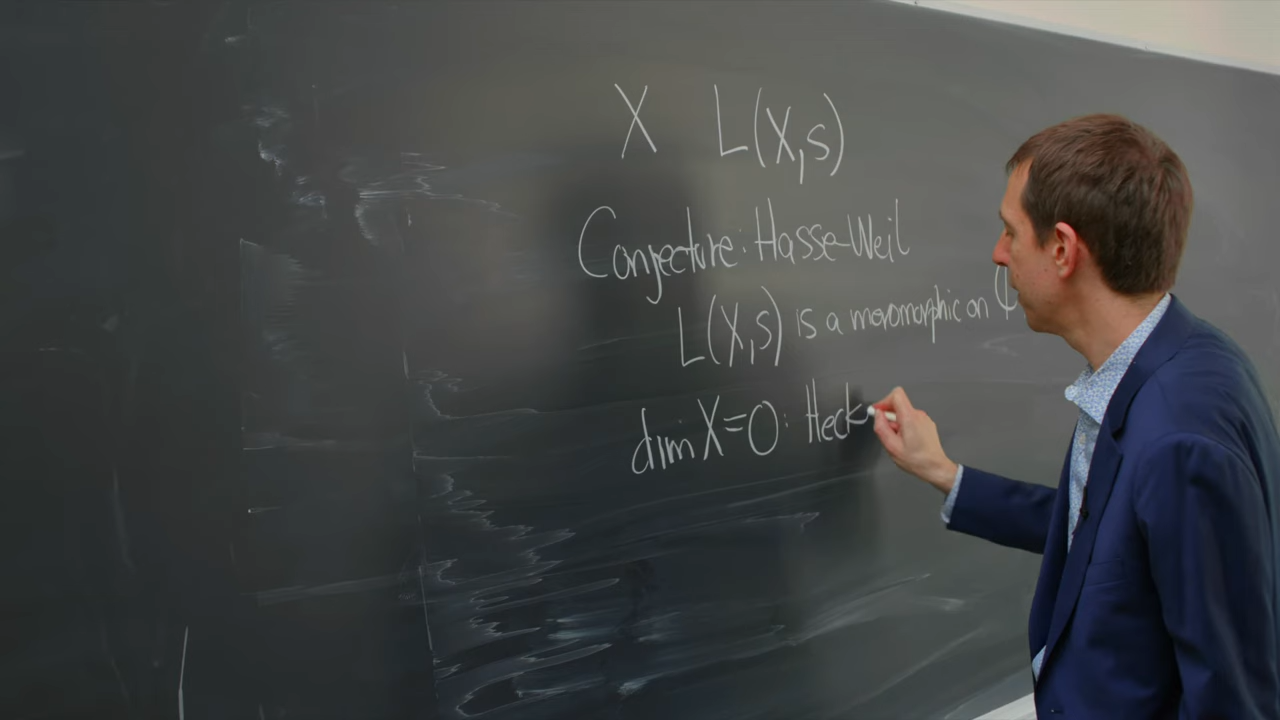 X L(X,s)
Conjecture: Hasse-Weil
L(X,s) is a meromorphic on
dim X=0: Heck